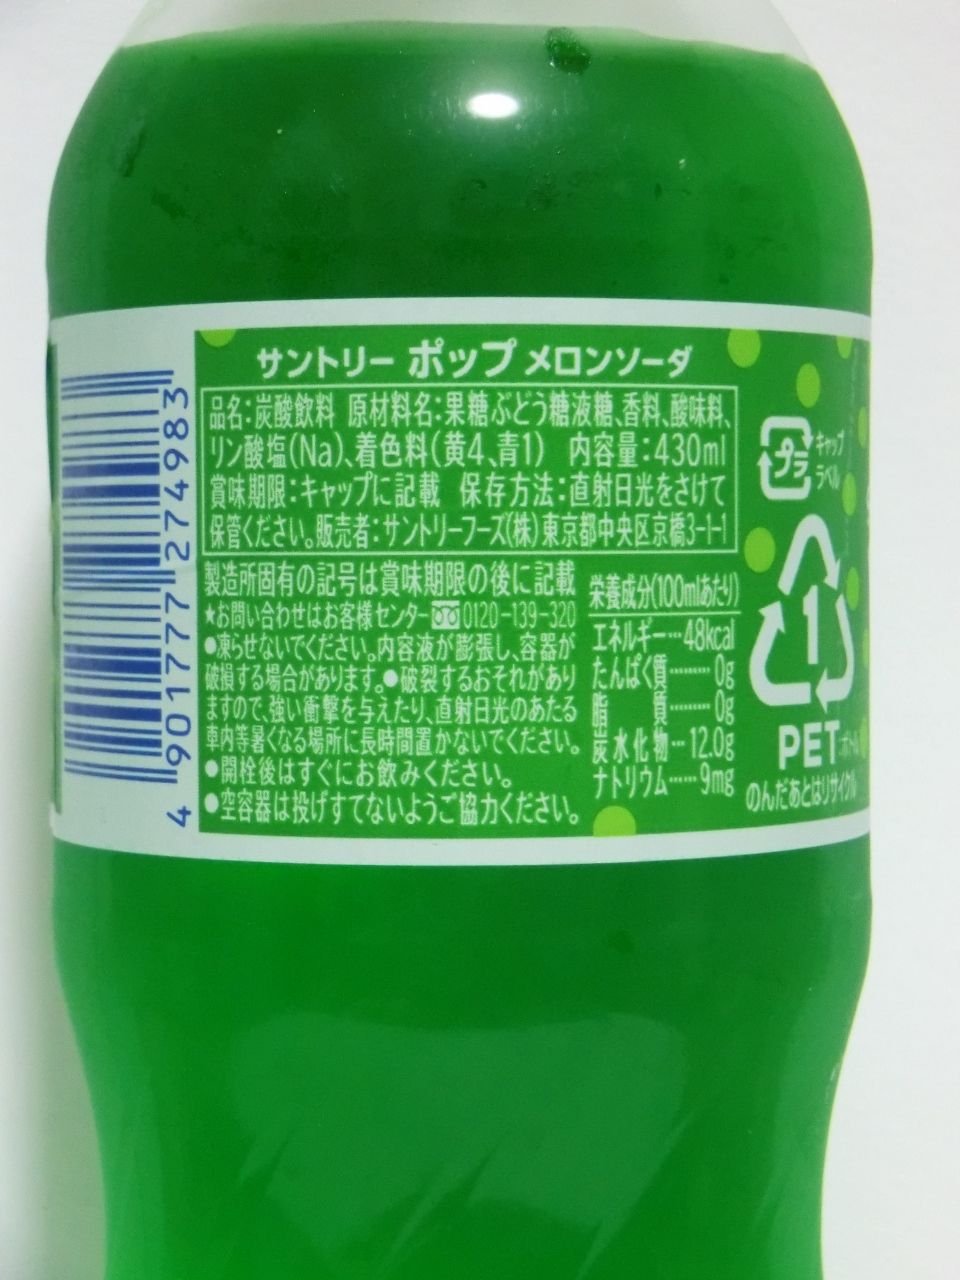 サントリー ポップ メロンソーダ
品名:炭酸飲料 原材料名:果糖ぶどう糖液糖、香料、酸味料、
リン酸塩(Na)、着色料(黄4、青1) 内容量:430ml
賞味期限:キャップに記載 保存方法:直射日光をさけて
保管ください。販売者:サントリーフーズ(株)東京都中央区京橋3-1-1
製造所固有の記号は賞味期限の後に記載
★お問い合わせはお客様センター 0120-139-320
●凍らせないでください。内容液が膨張し、容器が
破損する場合があります。●破裂するおそれがあり
ますので、強い衝撃を与えたり、直射日光のあたる
車内等暑くなる場所に長時間置かないでください。
●開栓後はすぐにお飲みください。
●空容器は投げすてないようご協力ください。
栄養成分(100mlあたり)
エネルギー…48kcal
たんぱく質………0g
脂 質………0g
炭水化物…12.0g
ナトリウム……9mg
プラ
キャップ
ラベル
1
PET:ボトル
のんだあとはリサイクル
4 901777 274983